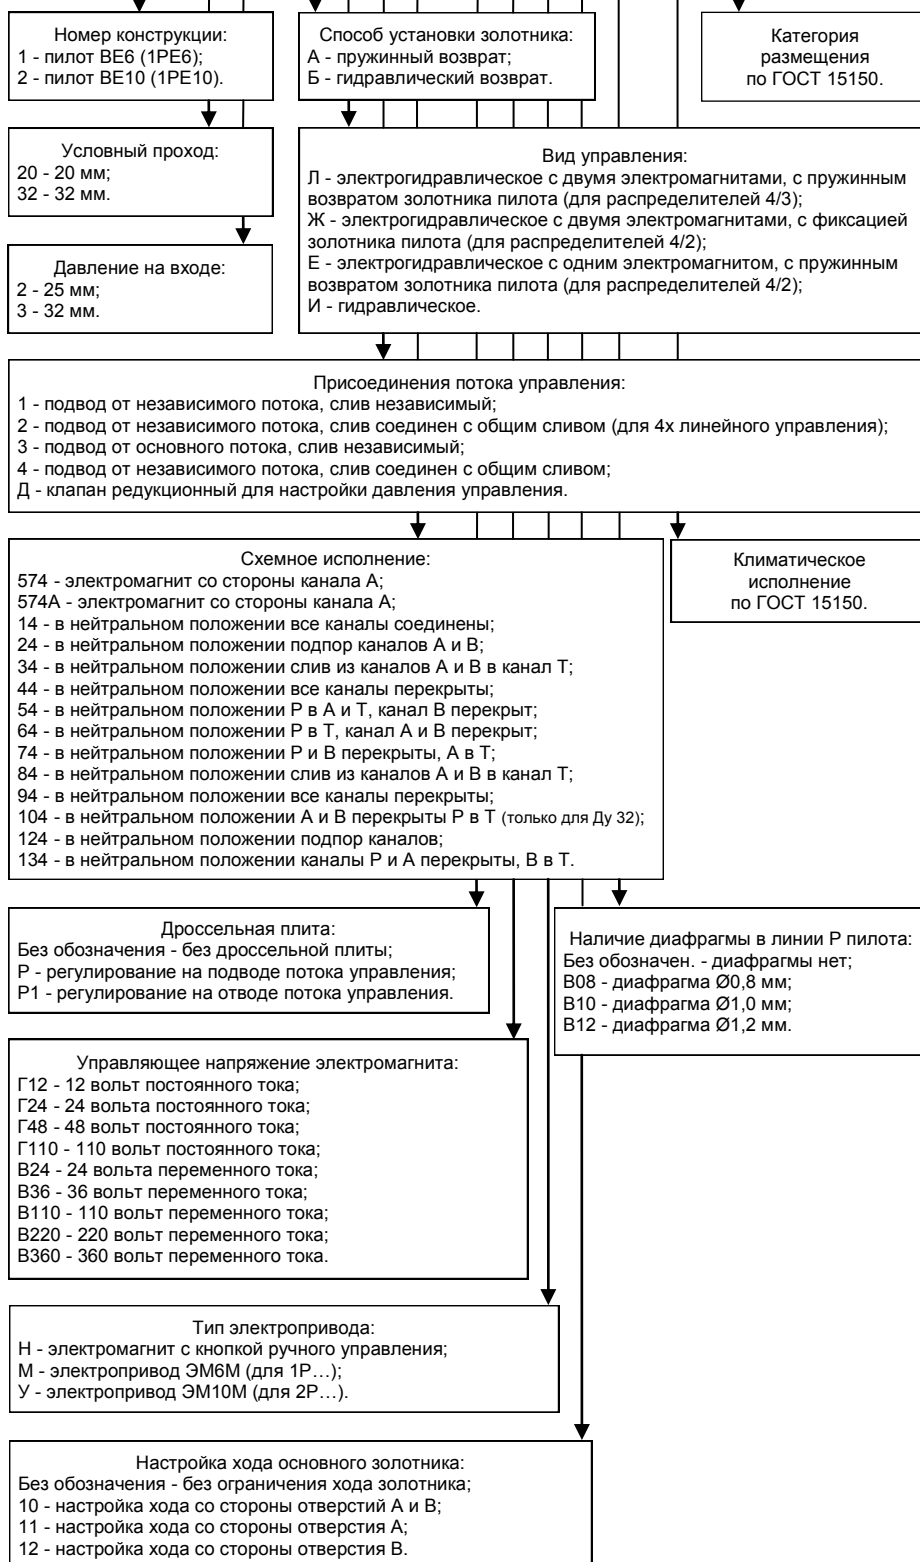 Номер конструкции:
1 - пилот ВЕ6 (1РЕ6);
2 - пилот ВЕ10 (1РЕ10).
Способ установки золотника:
А - пружинный возврат;
Б - гидравлический возврат.
Категория
размещения
по ГОСТ 15150.
Условный проход:
20 - 20 мм;
32 - 32 мм.
Вид управления:
Л - электрогидравлическое с двумя электромагнитами, с пружинным
возвратом золотника пилота (для распределителей 4/3);
Ж - электрогидравлическое с двумя электромагнитами, с фиксацией
золотника пилота (для распределителей 4/2);
Е - электрогидравлическое с одним электромагнитом, с пружинным
возвратом золотника пилота (для распределителей 4/2);
И - гидравлическое.
Давление на входе:
2 - 25 мм;
3 - 32 мм.
Присоединения потока управления:
1 - подвод от независимого потока, слив независимый;
2 - подвод от независимого потока, слив соединен с общим сливом (для 4х линейного управления);
3 - подвод от основного потока, слив независимый;
4 - подвод от независимого потока, слив соединен с общим сливом;
Д - клапан редукционный для настройки давления управления.
Схемное исполнение:
574 - электромагнит со стороны канала А;
574А - электромагнит со стороны канала А;
14 - в нейтральном положении все каналы соединены;
24 - в нейтральном положении подпор каналов А и В;
34 - в нейтральном положении слив из каналов А и В в канал Т;
44 - в нейтральном положении все каналы перекрыты;
54 - в нейтральном положении Р в А и Т, канал В перекрыт;
64 - в нейтральном положении Р в Т, канал А и В перекрыт;
74 - в нейтральном положении Р и В перекрыты, А в Т;
84 - в нейтральном положении слив из каналов А и В в канал Т;
94 - в нейтральном положении все каналы перекрыты;
104 - в нейтральном положении А и В перекрыты Р в Т (только для Ду 32);
124 - в нейтральном положении подпор каналов;
134 - в нейтральном положении каналы Р и А перекрыты, В в Т.
Климатическое
исполнение
по ГОСТ 15150.
Дроссельная плита:
Без обозначения - без дроссельной плиты;
Р - регулирование на подводе потока управления;
Р1 - регулирование на отводе потока управления.
Наличие диафрагмы в линии Р пилота:
Без обозначен. - диафрагмы нет;
В08 - диафрагма Ø0,8 мм;
В10 - диафрагма Ø1,0 мм;
В12 - диафрагма Ø1,2 мм.
Управляющее напряжение электромагнита:
Г12 - 12 вольт постоянного тока;
Г24 - 24 вольта постоянного тока;
Г48 - 48 вольт постоянного тока;
Г110 - 110 вольт постоянного тока;
В24 - 24 вольта переменного тока;
В36 - 36 вольт переменного тока;
В110 - 110 вольт переменного тока;
В220 - 220 вольт переменного тока;
В360 - 360 вольт переменного тока.
Тип электропривода:
Н - электромагнит с кнопкой ручного управления;
М - электропривод ЭМ6М (для 1Р…);
У - электропривод ЭМ10М (для 2Р…).
Настройка хода основного золотника:
Без обозначения - без ограничения хода золотника;
10 - настройка хода со стороны отверстий А и В;
11 - настройка хода со стороны отверстия А;
12 - настройка хода со стороны отверстия В.